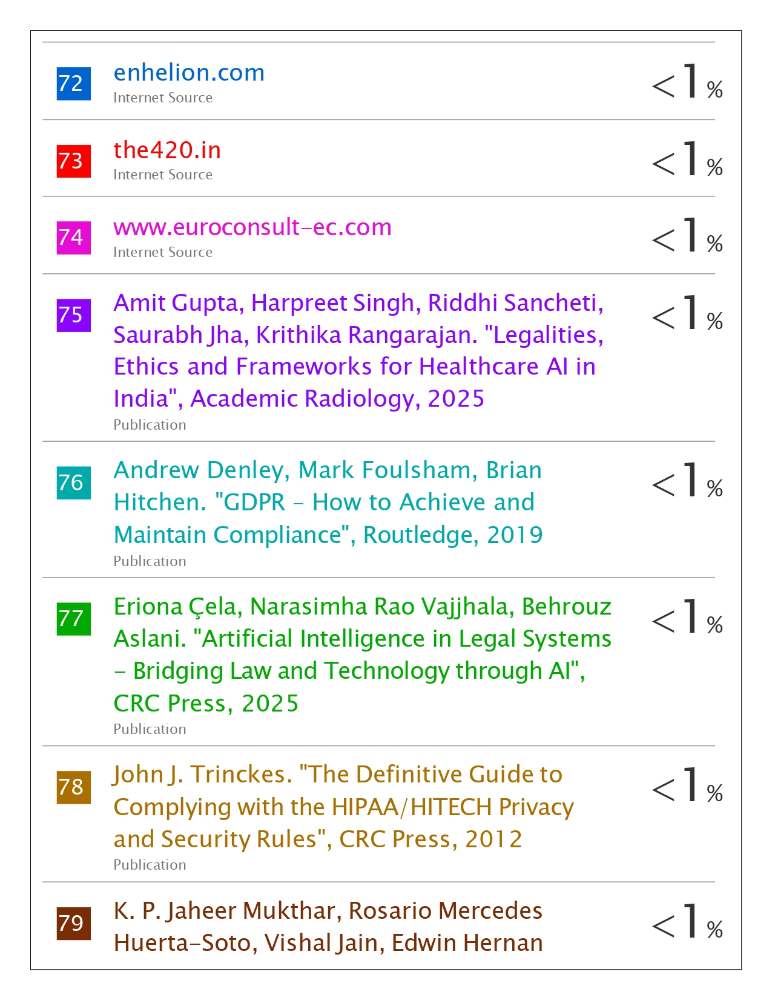 72 enhelion.com <1%
Internet Source
73 the420.in <1%
Internet Source
74 www.euroconsult-ec.com <1%
Internet Source
75 Amit Gupta, Harpreet Singh, Riddhi Sancheti, <1%
Saurabh Jha, Krithika Rangarajan. "Legalities,
Ethics and Frameworks for Healthcare AI in
India", Academic Radiology, 2025
Publication
76 Andrew Denley, Mark Foulsham, Brian <1%
Hitchen. "GDPR – How to Achieve and
Maintain Compliance", Routledge, 2019
Publication
77 Eriona Çela, Narasimha Rao Vajjhala, Behrouz <1%
Aslani. "Artificial Intelligence in Legal Systems
– Bridging Law and Technology through AI",
CRC Press, 2025
Publication
78 John J. Trinckes. "The Definitive Guide to <1%
Complying with the HIPAA/HITECH Privacy
and Security Rules", CRC Press, 2012
Publication
79 K. P. Jaheer Mukthar, Rosario Mercedes <1%
Huerta-Soto, Vishal Jain, Edwin Hernan